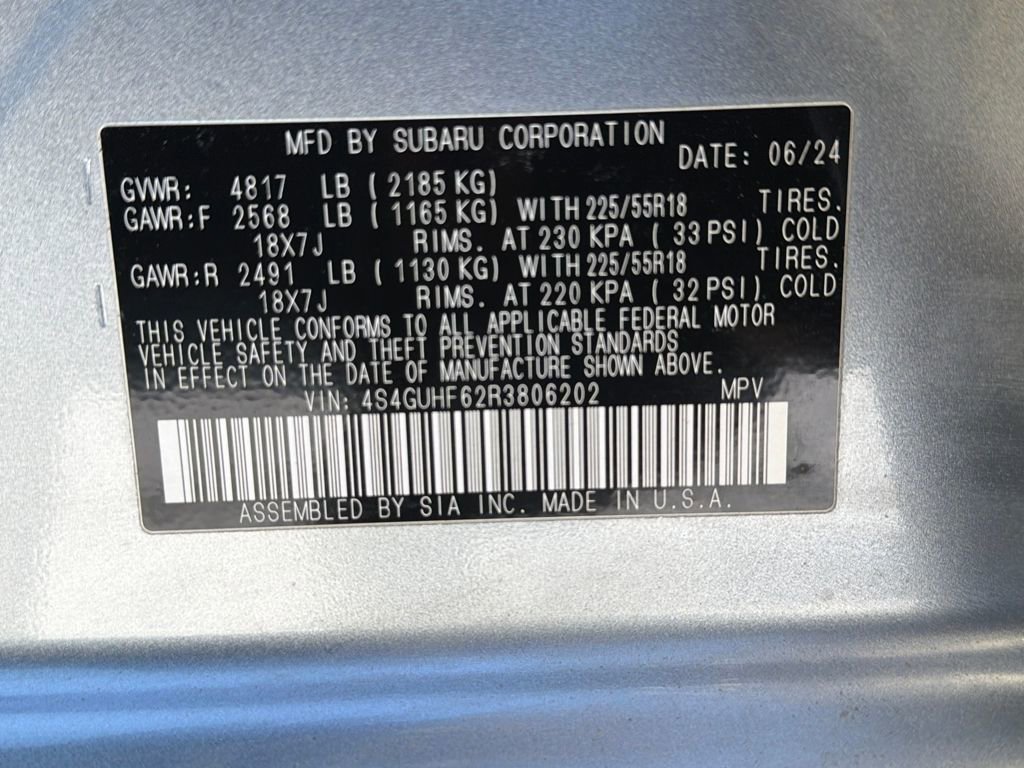 MFD BY SUBARU CORPORATION DATE: 06/24
GVWR: 4817 LB ( 2185 KG)
GAWR:F 2568 LB ( 1165 KG) WITH 225/55R18 TIRES.
18X7J RIMS. AT 230 KPA ( 33 PSI) COLD
GAWR:R 2491 LB ( 1130 KG) WITH 225/55R18 TIRES.
18X7J RIMS. AT 220 KPA ( 32 PSI) COLD
THIS VEHICLE CONFORMS TO ALL APPLICABLE FEDERAL MOTOR
VEHICLE SAFETY AND THEFT PREVENTION STANDARDS
IN EFFECT ON THE DATE OF MANUFACTURE SHOWN ABOVE.
VIN: 4S4GUHF62R3806202 MPV
ASSEMBLED BY SIA INC. MADE IN U.S.A.